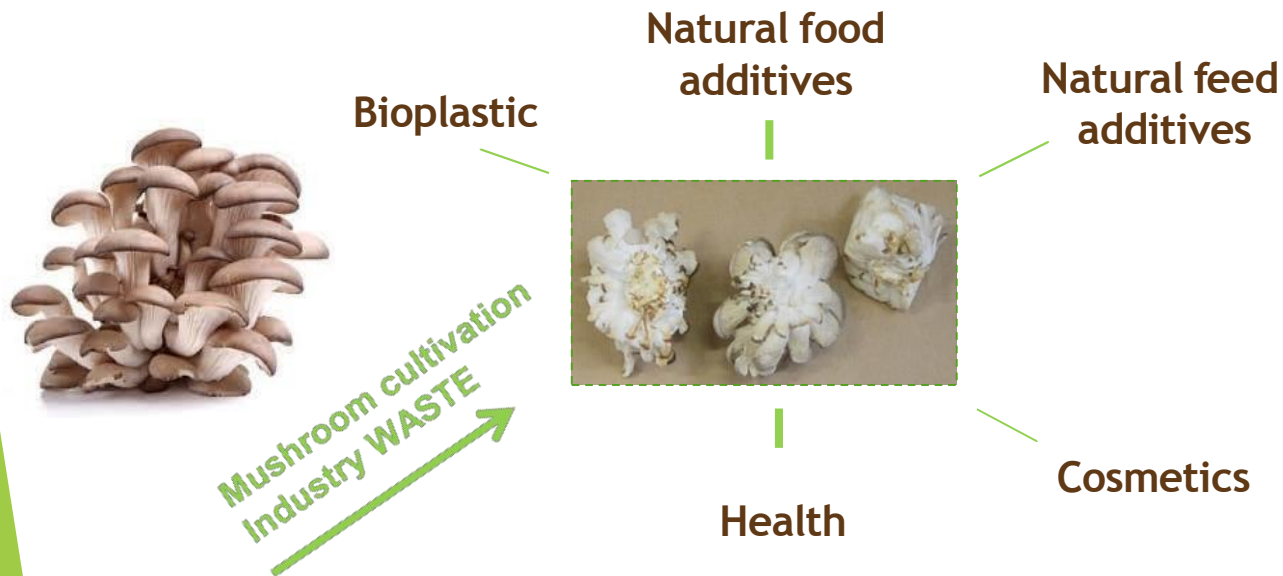 Natural food
additives
Natural feed
additives
Bioplastic
Mushroom cultivation
Industry WASTE
Cosmetics
Health